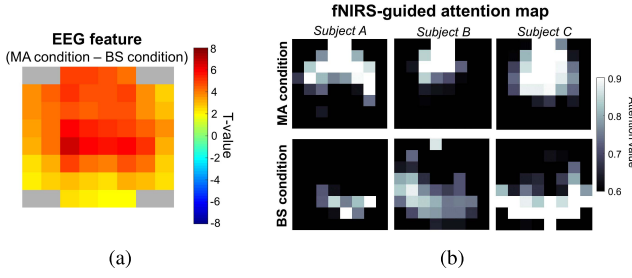 EEG feature
(MA condition – BS condition)
8
6
4
2
0
-2
-4
-6
-8
T-value
(a)
fNIRS-guided attention map
Subject A
Subject B
Subject C
MA condition
BS condition
0.9
0.8
0.7
0.6
Attention value
(b)